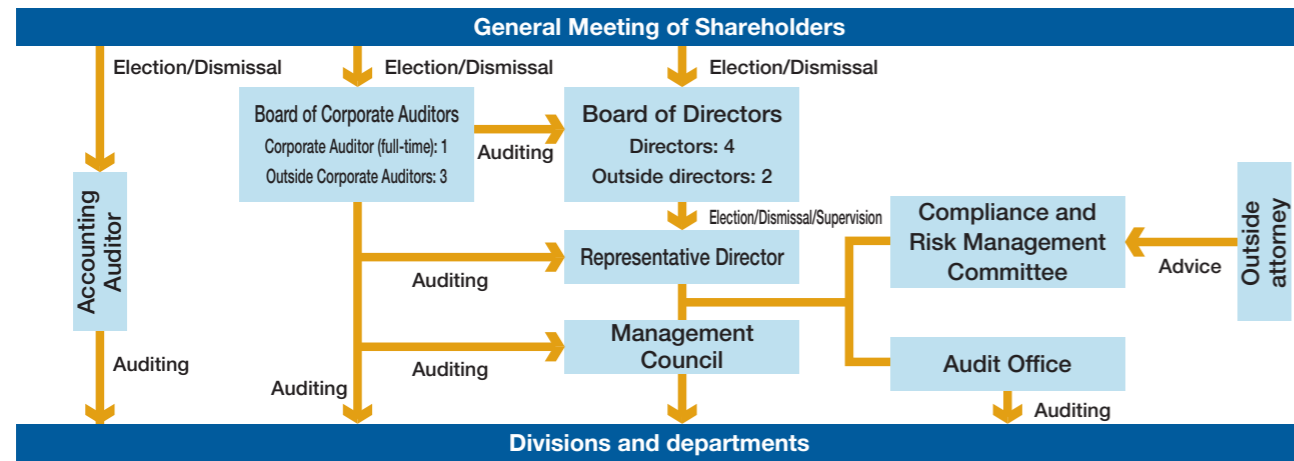 General Meeting of Shareholders
Election/Dismissal
Election/Dismissal
Election/Dismissal
Board of Corporate Auditors
Corporate Auditor (full-time): 1
Outside Corporate Auditors: 3
Auditing
Board of Directors
Directors: 4
Outside directors: 2
Election/Dismissal/Supervision
Accounting
Auditor
Representative Director
Auditing
Compliance and
Risk Management
Committee
Advice
Outside
attorney
Management
Council
Auditing
Audit Office
Auditing
Auditing
Auditing
Divisions and departments